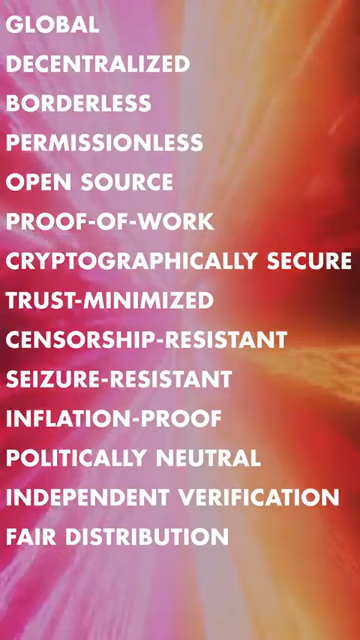 GLOBAL
DECENTRALIZED
BORDERLESS
PERMISSIONLESS
OPEN SOURCE
PROOF-OF-WORK
CRYPTOGRAPHICALLY SECURE
TRUST-MINIMIZED
CENSORSHIP-RESISTANT
SEIZURE-RESISTANT
INFLATION-PROOF
POLITICALLY NEUTRAL
INDEPENDENT VERIFICATION
FAIR DISTRIBUTION